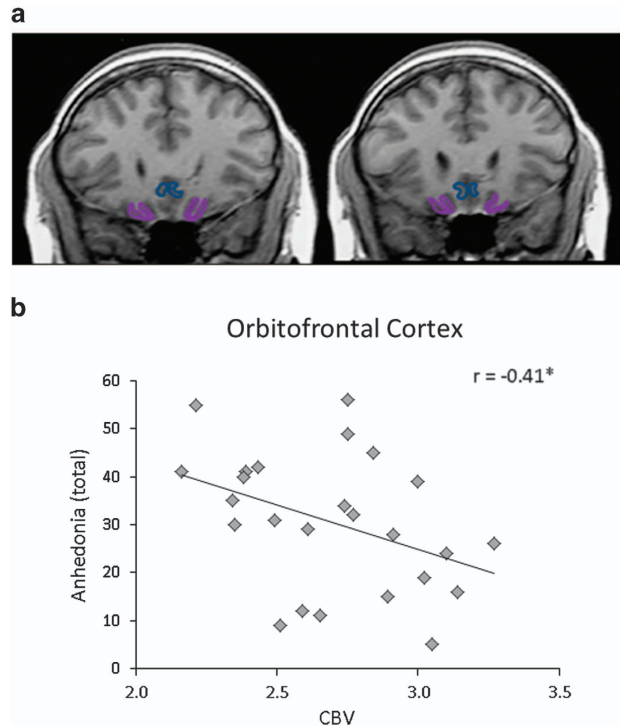 a
b
Orbitofrontal Cortex
r = -0.41*
60
50
40
30
20
10
0
Anhedonia (total)
2.0
2.5
3.0
3.5
CBV